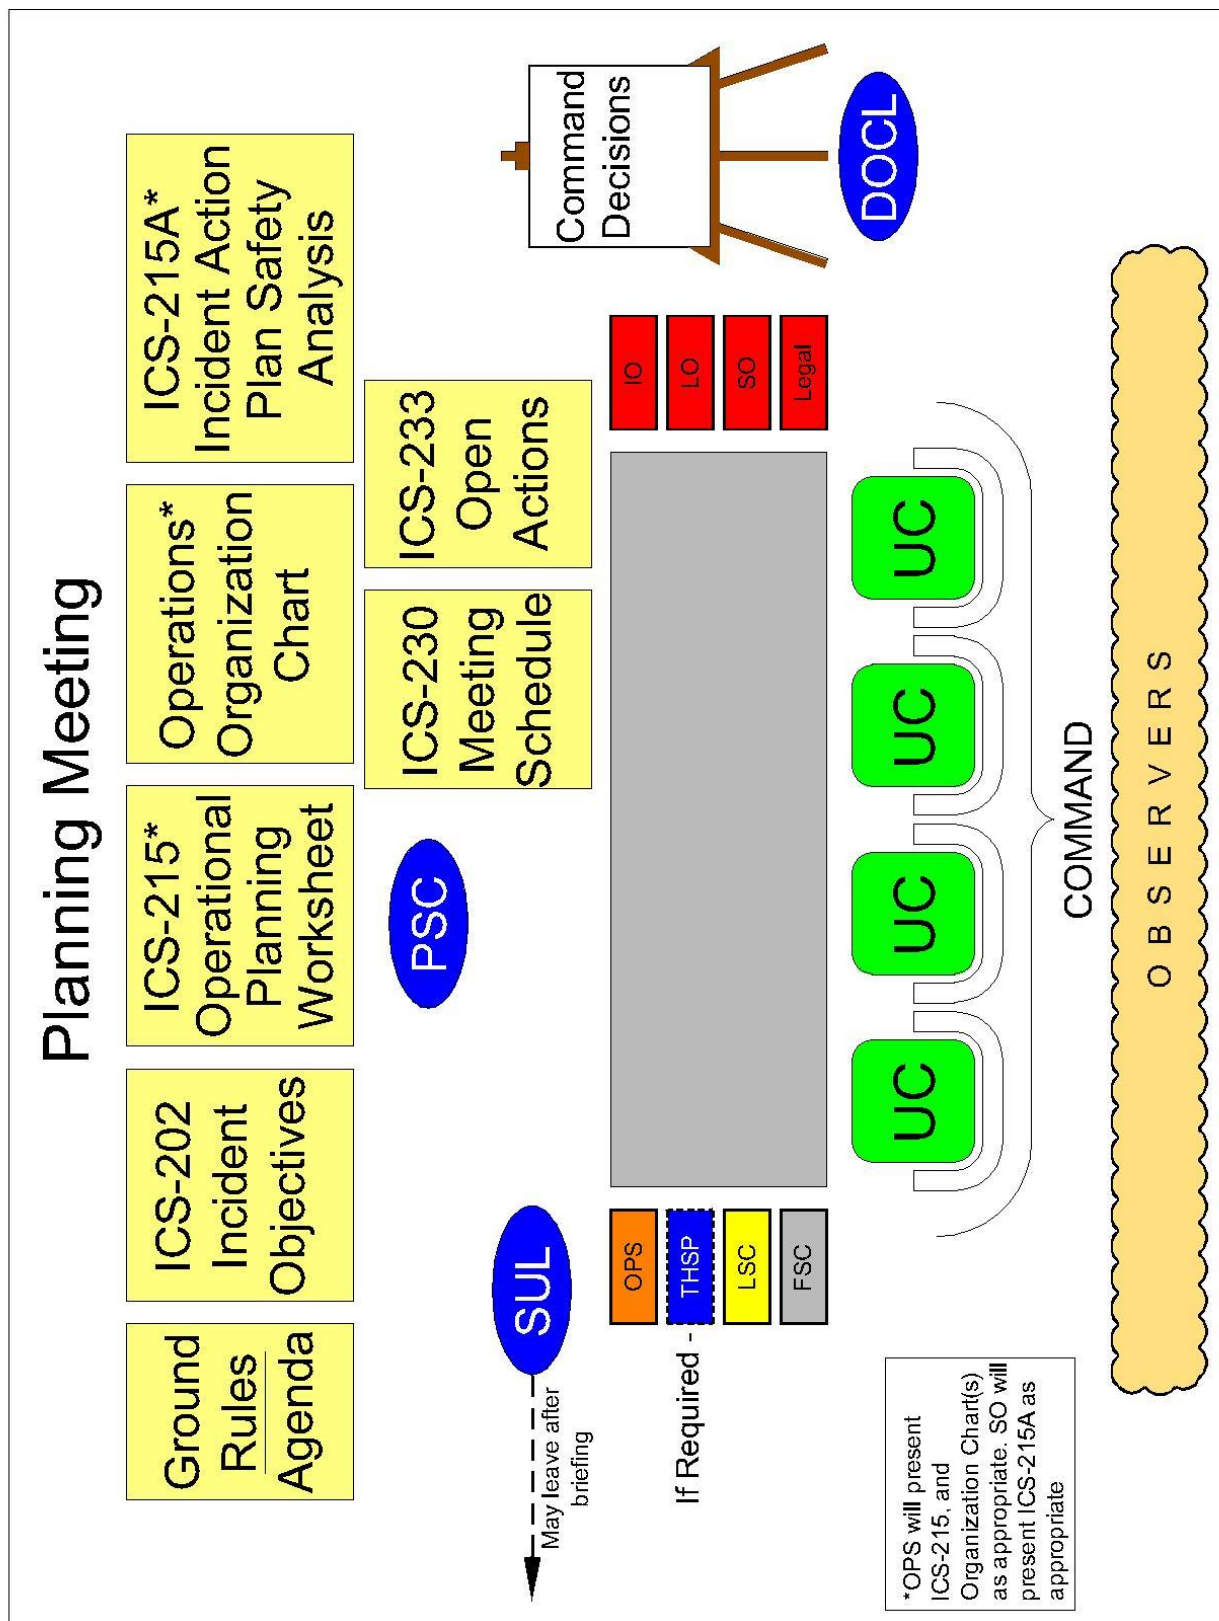 Planning Meeting
Ground
Rules
Agenda
ICS-202
Incident
Objectives
ICS-215*
Operational
Planning
Worksheet
Operations*
Organization
Chart
ICS-215A*
Incident Action
Plan Safety
Analysis
PSC
ICS-230
Meeting
Schedule
ICS-233
Open
Actions
SUL
May leave after
briefing
Command
Decisions
DOCL
If Required -
OPS
THSP
LSC
FSC
IO
LO
SO
Legal
UC
UC
UC
UC
COMMAND
*OPS will present
ICS-215, and
Organization Chart(s)
as appropriate. SO will
present ICS-215A as
appropriate
OBSERVERS